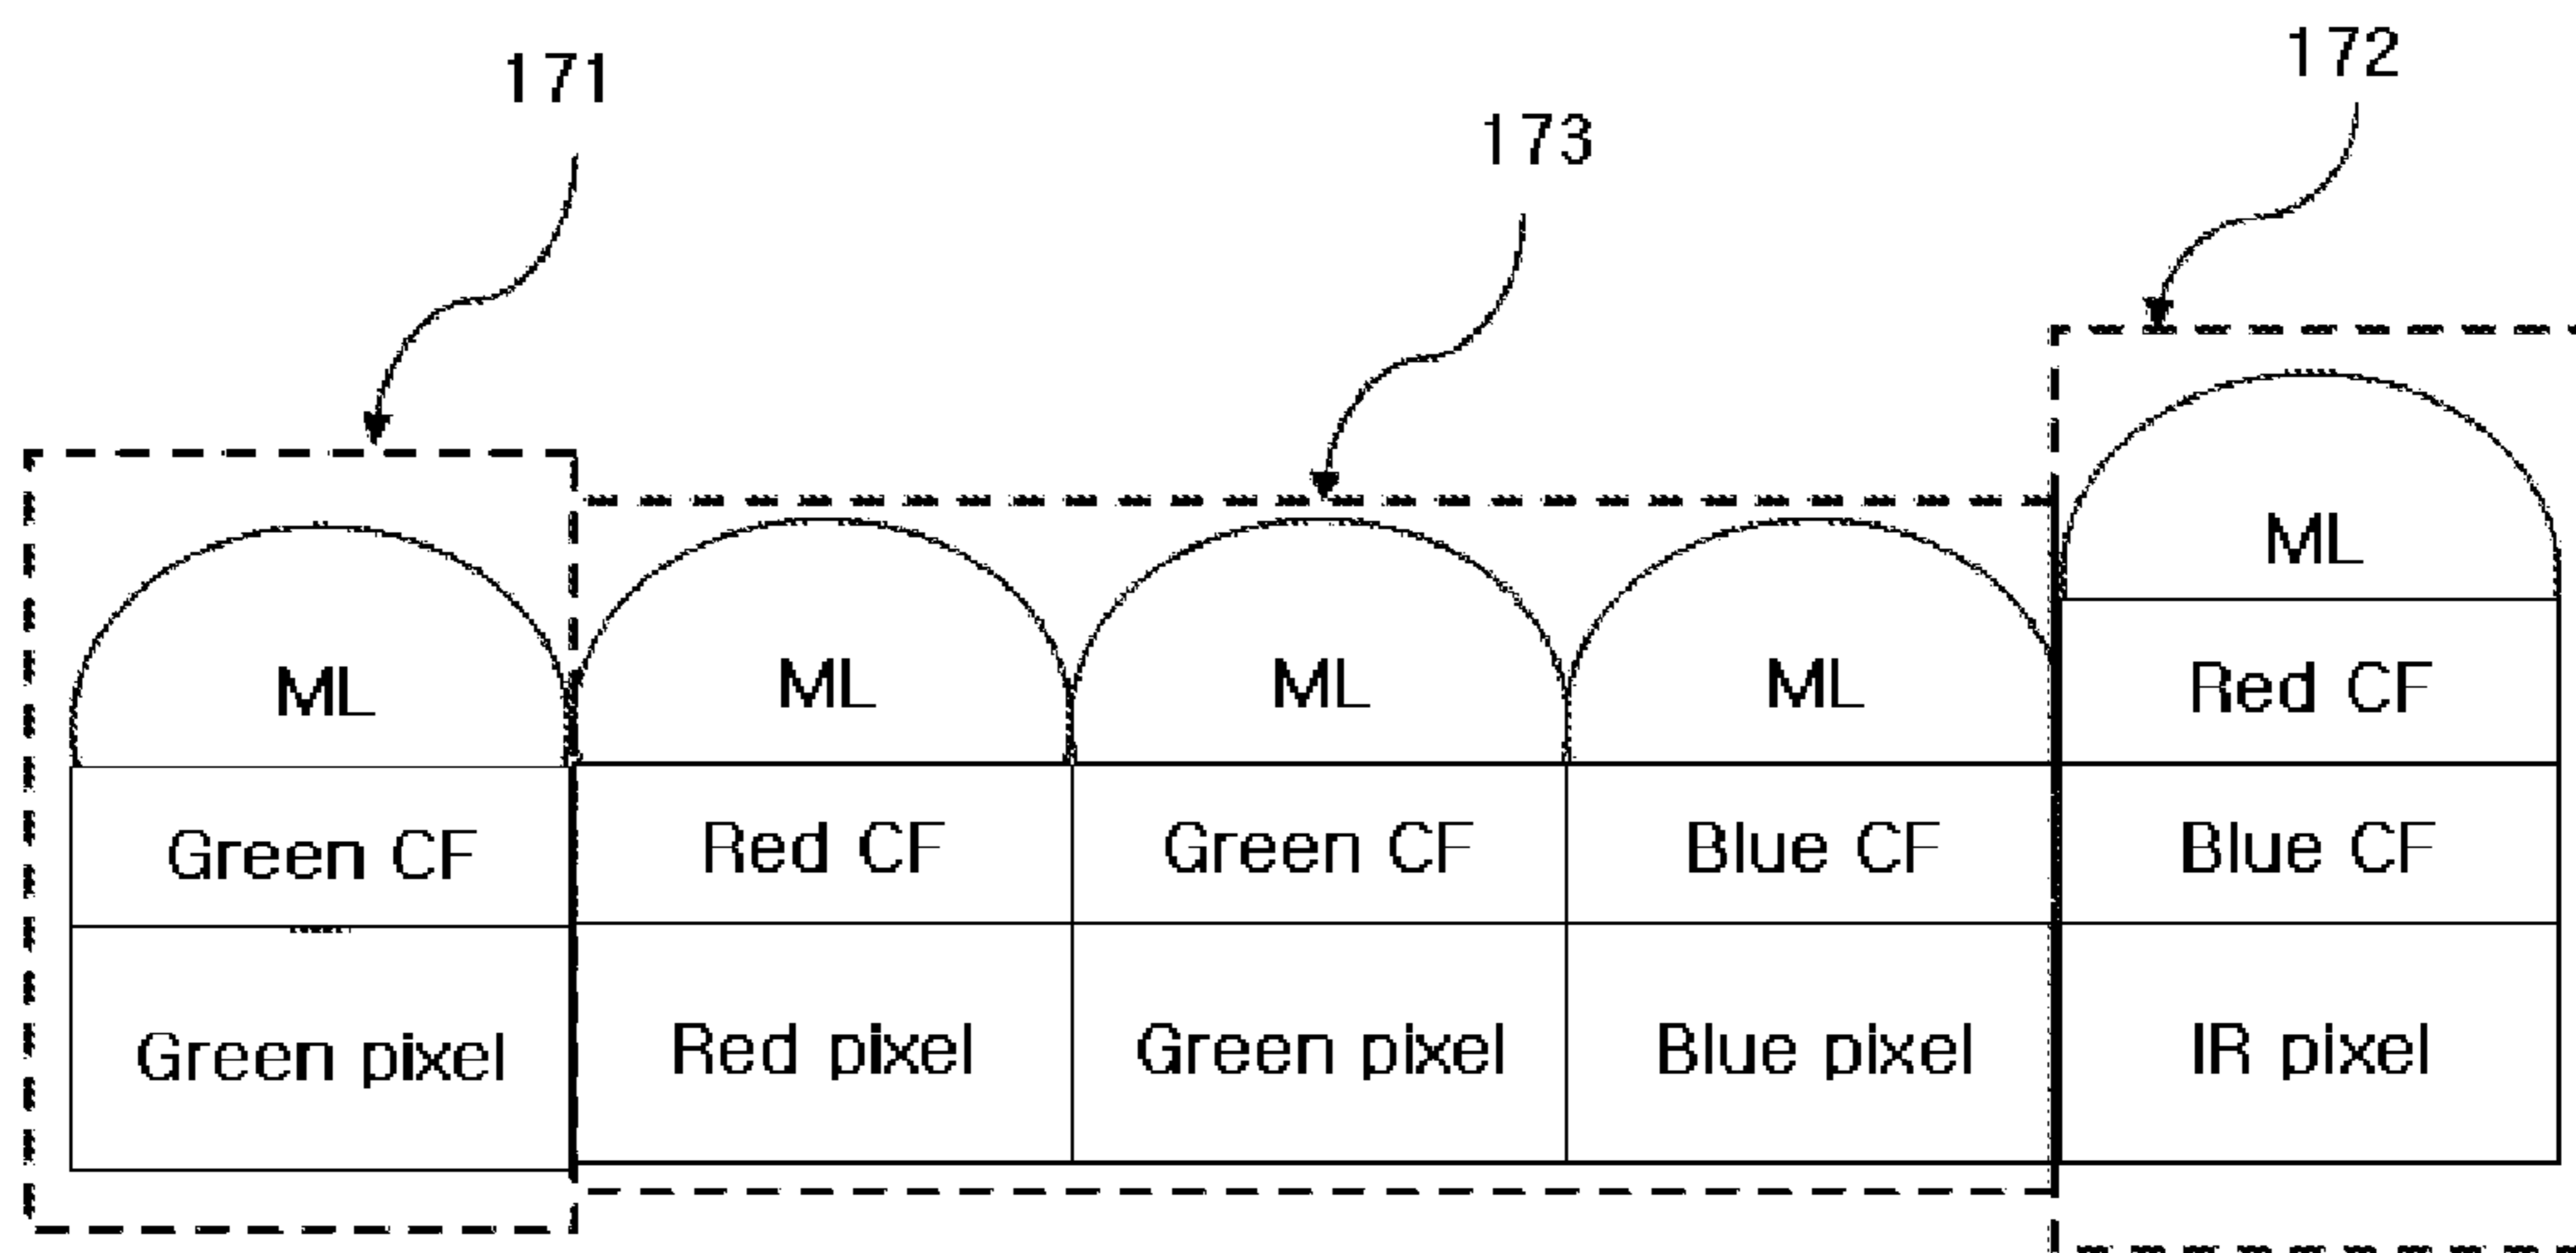 172
171
173
ML
ML ML ML ML
Red CF
Green CF Red CF Green CF Blue CF Blue CF
Green pixel Red pixel Green pixel Blue pixel IR pixel